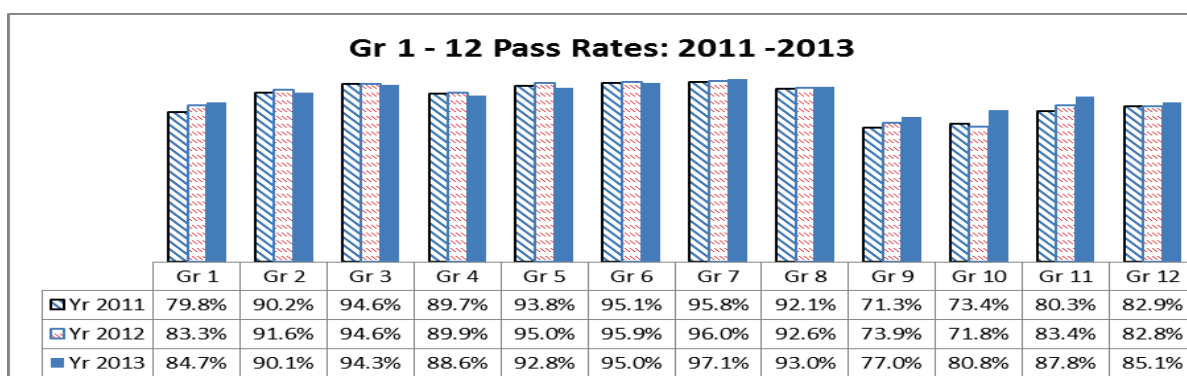 Gr 1 - 12 Pass Rates: 2011 -2013
Gr 1 Gr 2 Gr 3 Gr 4 Gr 5 Gr 6 Gr 7 Gr 8 Gr 9 Gr 10 Gr 11 Gr 12
Yr 2011 79.8% 90.2% 94.6% 89.7% 93.8% 95.1% 95.8% 92.1% 71.3% 73.4% 80.3% 82.9%
Yr 2012 83.3% 91.6% 94.6% 89.9% 95.0% 95.9% 96.0% 92.6% 73.9% 71.8% 83.4% 82.8%
Yr 2013 84.7% 90.1% 94.3% 88.6% 92.8% 95.0% 97.1% 93.0% 77.0% 80.8% 87.8% 85.1%